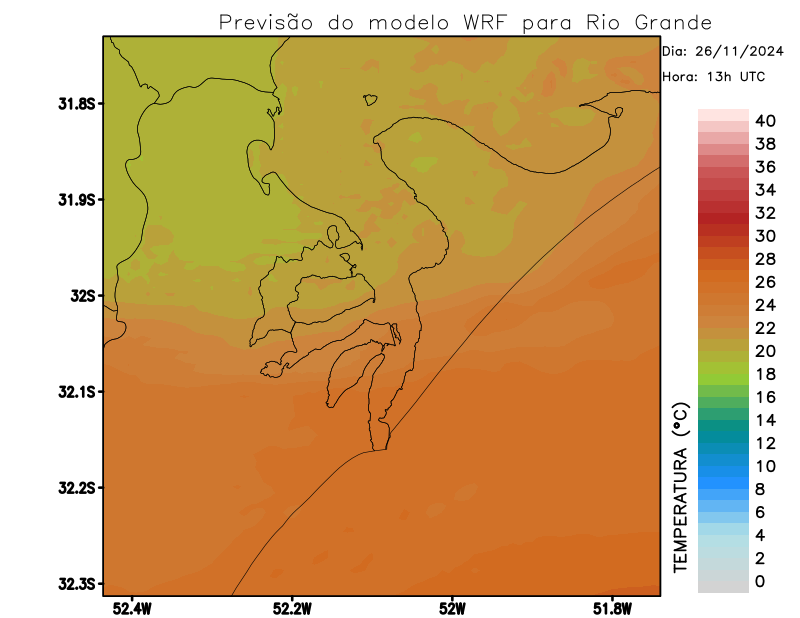 Previsão do modelo WRF para Rio Grande
Dia: 26/11/2024
Hora: 13h UTC
31.8S
31.9S
32S
32.1S
32.2S
32.3S
52.4W
52.2W
52W
51.8W
TEMPERATURA (°C)
40
38
36
34
32
30
28
26
24
22
20
18
16
14
12
10
8
6
4
2
0